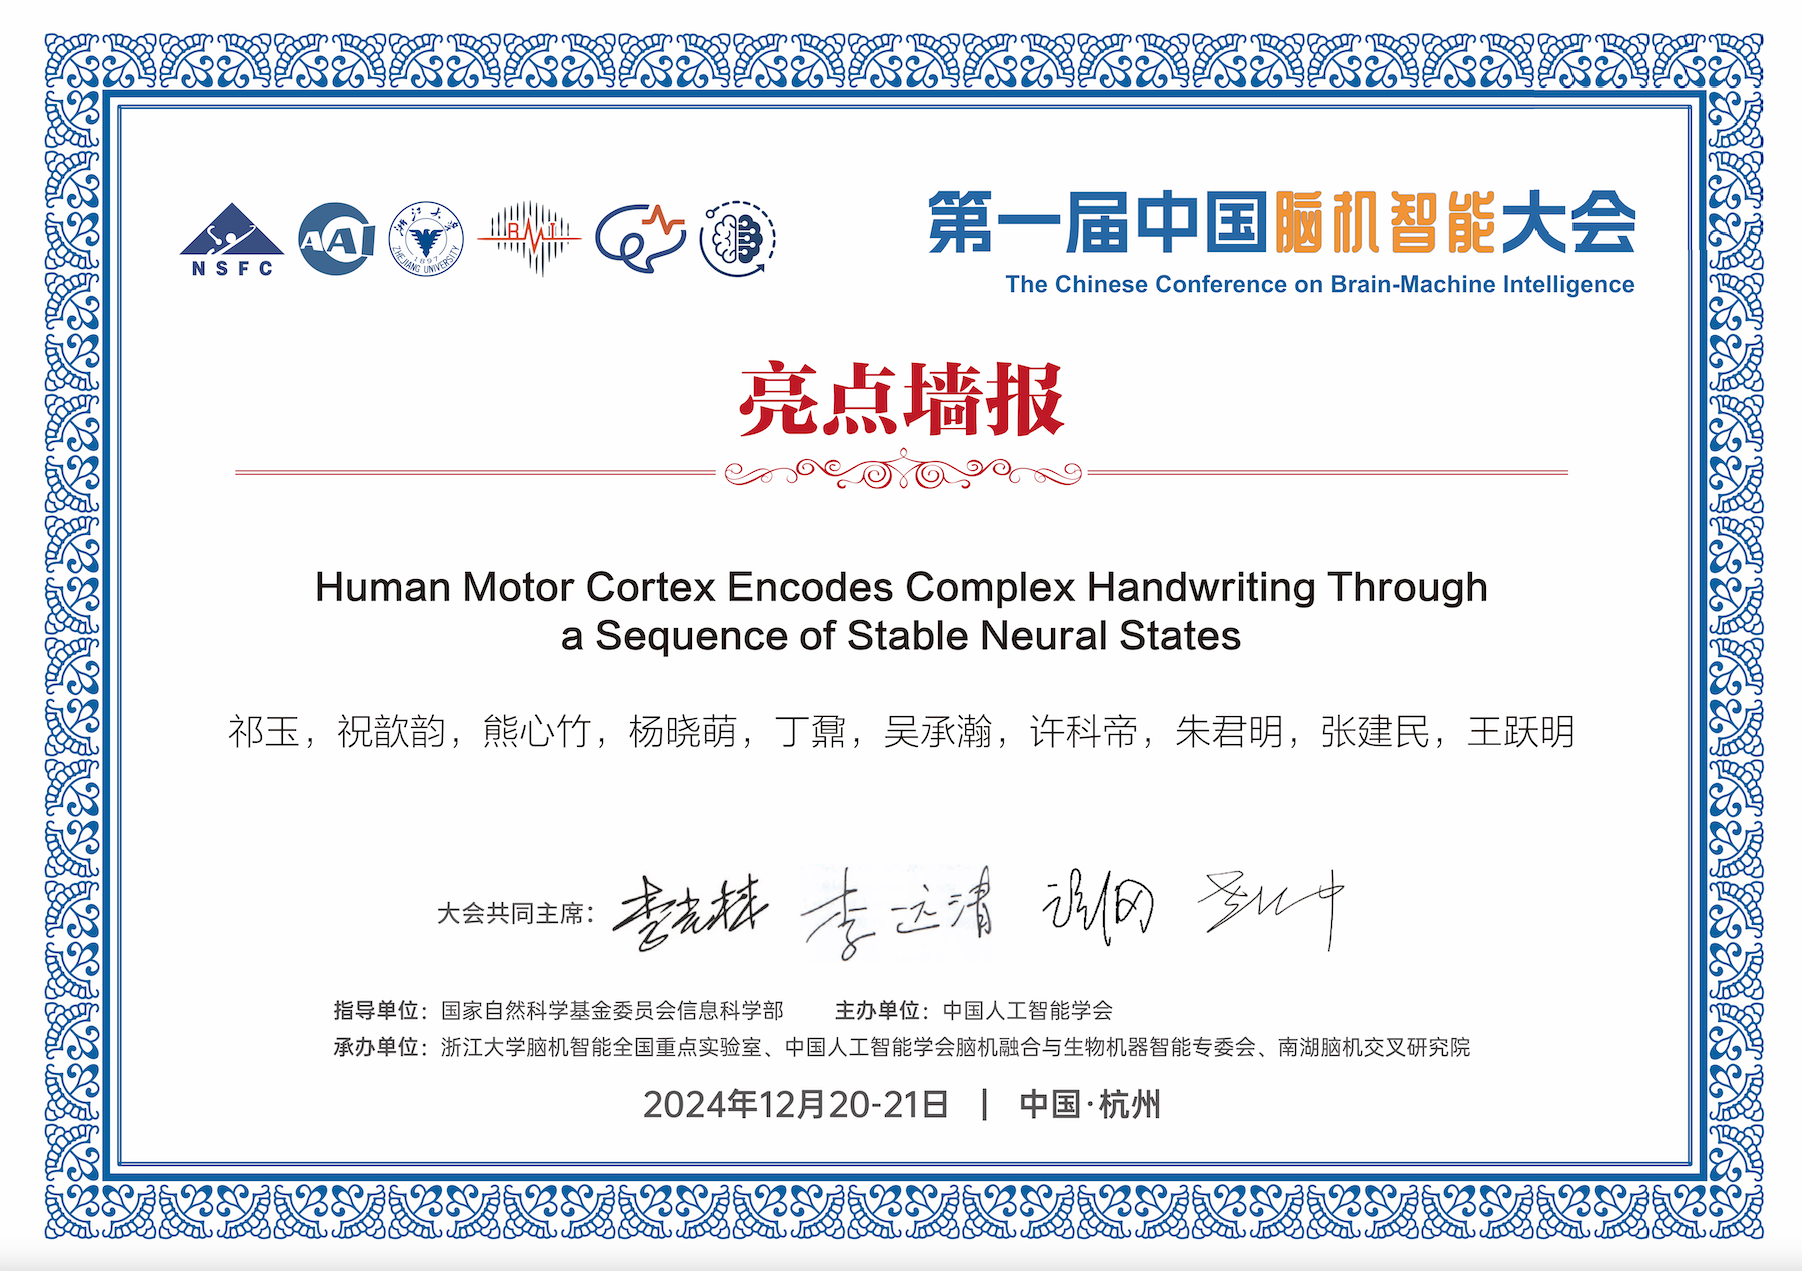 NSFC
AAI
浙江大学
1897
ZHEJIANG UNIVERSITY
BMI
第一届中国脑机智能大会
The Chinese Conference on Brain-Machine Intelligence
亮点墙报
Human Motor Cortex Encodes Complex Handwriting Through
a Sequence of Stable Neural States
祁玉，祝歆韵，熊心竹，杨晓萌，丁鼐，吴承瀚，许科帝，朱君明，张建民，王跃明
大会共同主席：李远清
指导单位：国家自然科学基金委员会信息科学部 主办单位：中国人工智能学会
承办单位：浙江大学脑机智能全国重点实验室、中国人工智能学会脑机融合与生物机器智能专委会、南湖脑机交叉研究院
2024年12月20-21日 | 中国·杭州